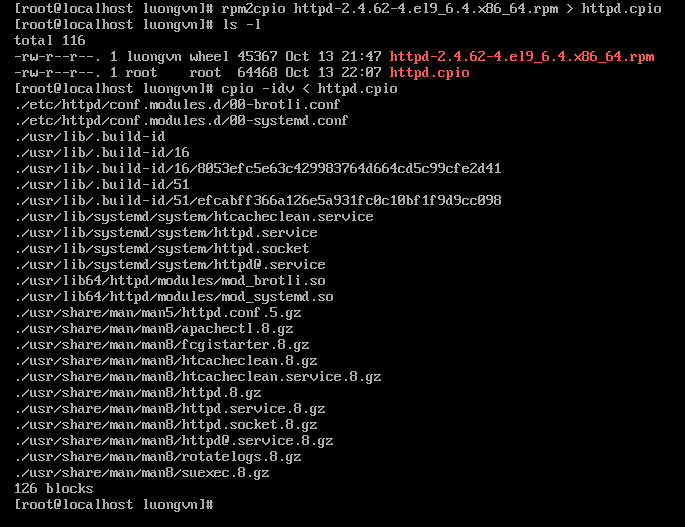 [root@localhost luongvn]# rpm2cpio httpd-2.4.62-4.el9_6.4.x86_64.rpm > httpd.cpio
[root@localhost luongvn]# ls -l
total 116
-rw-r--r--. 1 luongvn wheel 45367 Oct 13 21:47 httpd-2.4.62-4.el9_6.4.x86_64.rpm
-rw-r--r--. 1 root    root  64468 Oct 13 22:07 httpd.cpio
[root@localhost luongvn]# cpio -idv < httpd.cpio
./etc/httpd/conf.modules.d/00-brotli.conf
./etc/httpd/conf.modules.d/00-systemd.conf
./usr/lib/.build-id
./usr/lib/.build-id/16
./usr/lib/.build-id/16/8053efc5e63c429983764d664cd5c99cfe2d41
./usr/lib/.build-id/51
./usr/lib/.build-id/51/efcabff366a126e5a931fc0c10bf1f9d9cc098
./usr/lib/systemd/system/htcacheclean.service
./usr/lib/systemd/system/httpd.service
./usr/lib/systemd/system/httpd.socket
./usr/lib/systemd/system/httpd@.service
./usr/lib64/httpd/modules/mod_brotli.so
./usr/lib64/httpd/modules/mod_systemd.so
./usr/share/man/man5/httpd.conf.5.gz
./usr/share/man/man8/apachectl.8.gz
./usr/share/man/man8/fcgistarter.8.gz
./usr/share/man/man8/htcacheclean.8.gz
./usr/share/man/man8/htcacheclean.service.8.gz
./usr/share/man/man8/httpd.8.gz
./usr/share/man/man8/httpd.service.8.gz
./usr/share/man/man8/httpd.socket.8.gz
./usr/share/man/man8/httpd@.service.8.gz
./usr/share/man/man8/rotatelogs.8.gz
./usr/share/man/man8/suexec.8.gz
126 blocks
[root@localhost luongvn]#